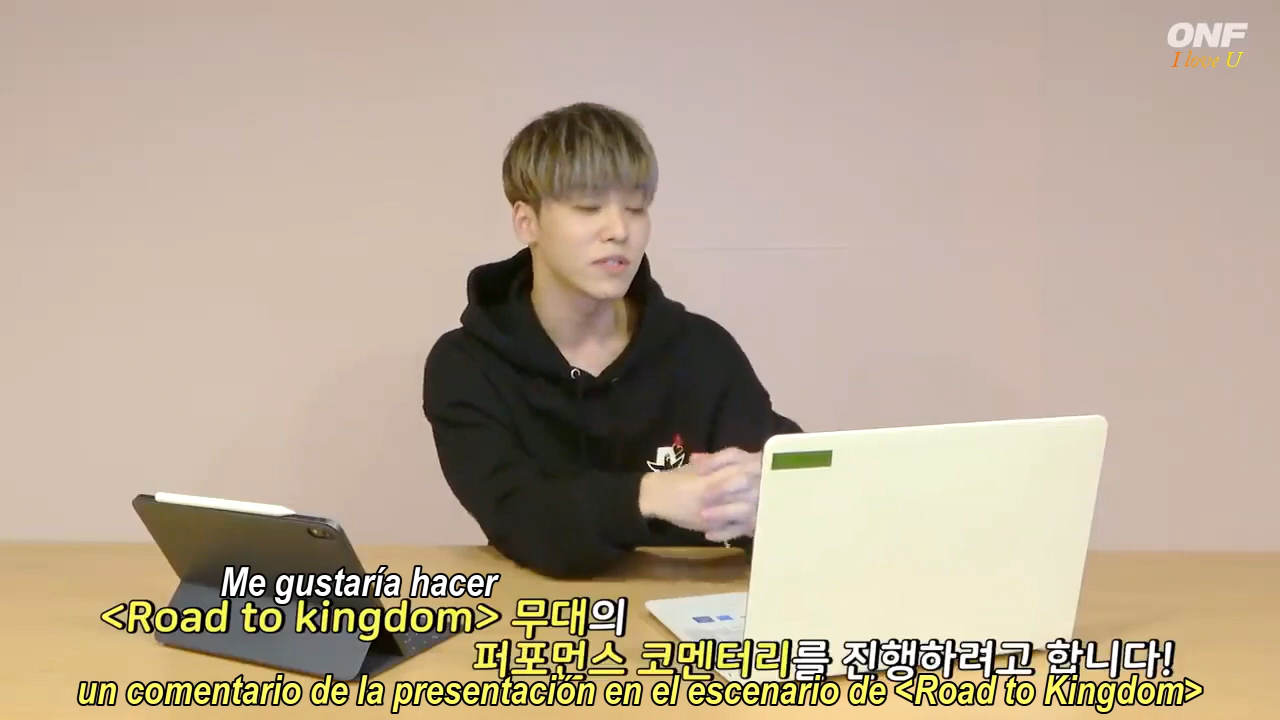 ONF
I love U
Me gustaría hacer
<Road to kingdom> 무대의
퍼포먼스 코멘터리를 진행하려고 합니다!
un comentario de la presentación en el escenario de <Road to Kingdom>